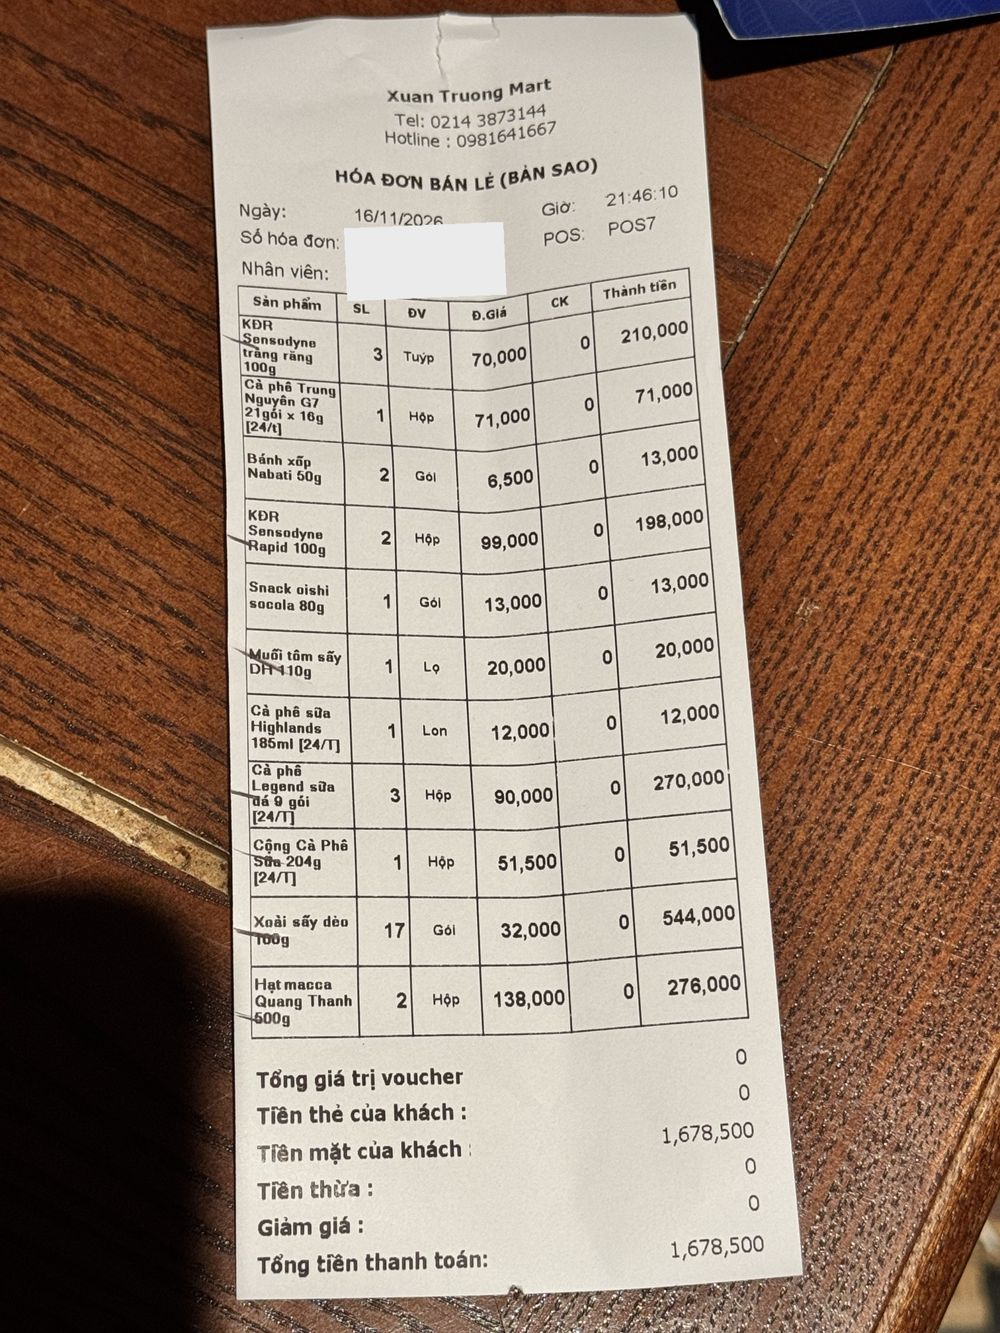 Xuan Truong Mart
Tel: 0214 3873144
Hotline : 0981641667
HÓA ĐƠN BÁN LẺ (BẢN SAO)
Ngày: 16/11/2026 Giờ: 21:46:10
Số hóa đơn: POS: POS7
Nhân viên:
Sản phẩm SL ĐV Đ.Giá CK Thành tiền
KĐR
Sensodyne
trắng răng
100g 3 Tuýp 70,000 0 210,000
Cà phê Trung
Nguyên G7
21gói x 16g
[24/t] 1 Hộp 71,000 0 71,000
Bánh xốp
Nabati 50g 2 Gói 6,500 0 13,000
KĐR
Sensodyne
Rapid 100g 2 Hộp 99,000 0 198,000
Snack oishi
socola 80g 1 Gói 13,000 0 13,000
Muối tôm sấy
DH 110g 1 Lọ 20,000 0 20,000
Cà phê sữa
Highlands
185ml [24/T] 1 Lon 12,000 0 12,000
Cà phê
Legend sữa
đá 9 gói
[24/T] 3 Hộp 90,000 0 270,000
Cộng Cà Phê
Sữa 204g
[24/T] 1 Hộp 51,500 0 51,500
Xoài sấy dẻo
100g 17 Gói 32,000 0 544,000
Hạt macca
Quang Thanh
500g 2 Hộp 138,000 0 276,000
Tổng giá trị voucher 0
Tiền thẻ của khách : 0
Tiền mặt của khách : 1,678,500
Tiền thừa : 0
Giảm giá : 0
Tổng tiền thanh toán: 1,678,500